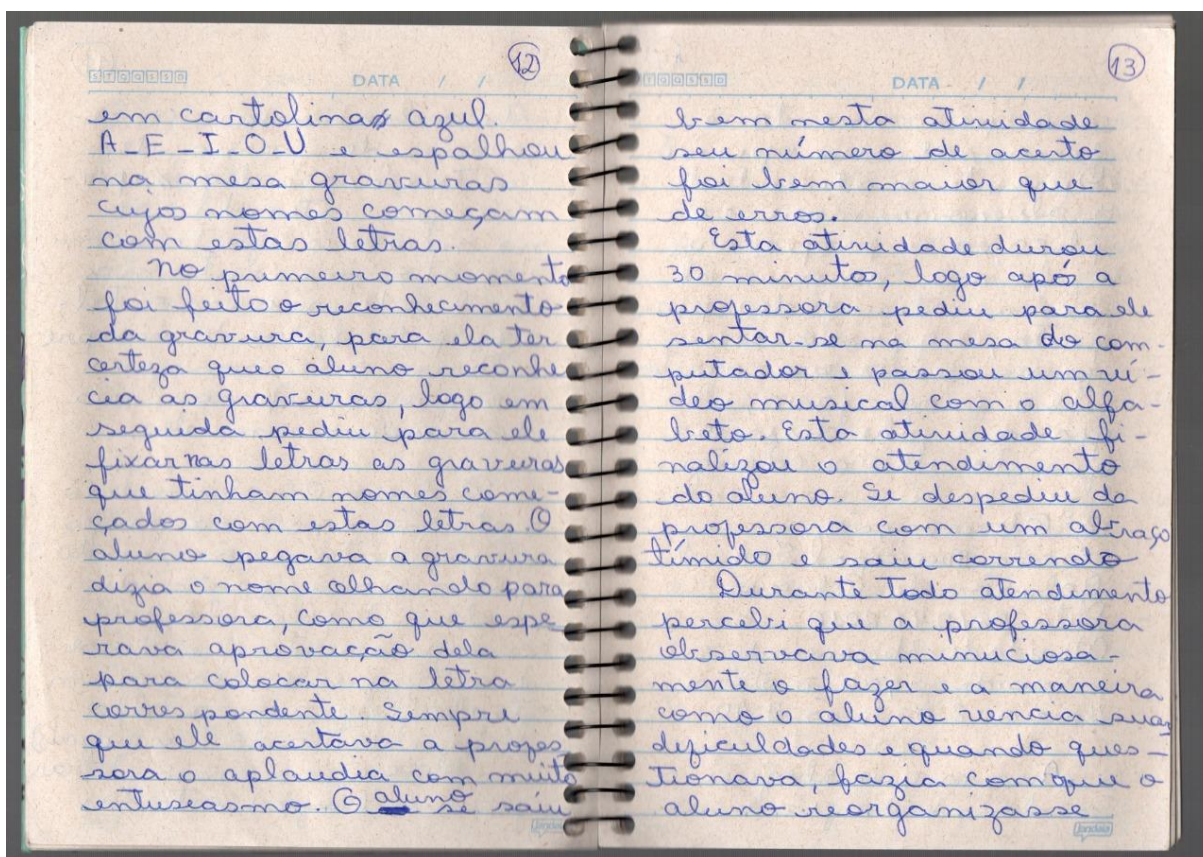 12
STQQSSD DATA / /
em cartolina azul.
A_E_I_O_U e espalhou
na mesa gravuras
cujos nomes começam
com estas letras.
No primeiro momento
foi feito o reconhecimento
da gravura, para ela ter
certeza que o aluno reconhe
cia as gravuras, logo em
seguida pediu para ele
fixar nas letras as gravuras
que tinham nomes come-
çados com estas letras. O
aluno pegava a gravura
dizia o nome olhando para
professora, como que espe
rava aprovação dela
para colocar na letra
correspondente. Sempre
que ele acertava a profes
sora o aplaudia com muito
entuseasmo. O aluno se saiu
jandaia
13
STQQSSD DATA / /
bem nesta atividade
seu número de acerto
foi bem maior que
de erros.
Esta atividade durou
30 minutos, logo após a
professora pediu para ele
sentar-se na mesa do com-
putador e passou um ví-
deo musical com o alfa-
beto. Esta atividade fi-
nalizou o atendimento
do aluno. Se despediu da
professora com um abraço
tímido e saiu correndo
Durante todo atendimento
percebi que a professora
observava minuciosa-
mente o fazer e a maneira
como o aluno vencia suas
dificuldades e quando ques-
tionava, fazia com que o
aluno reorganizasse
jandaia